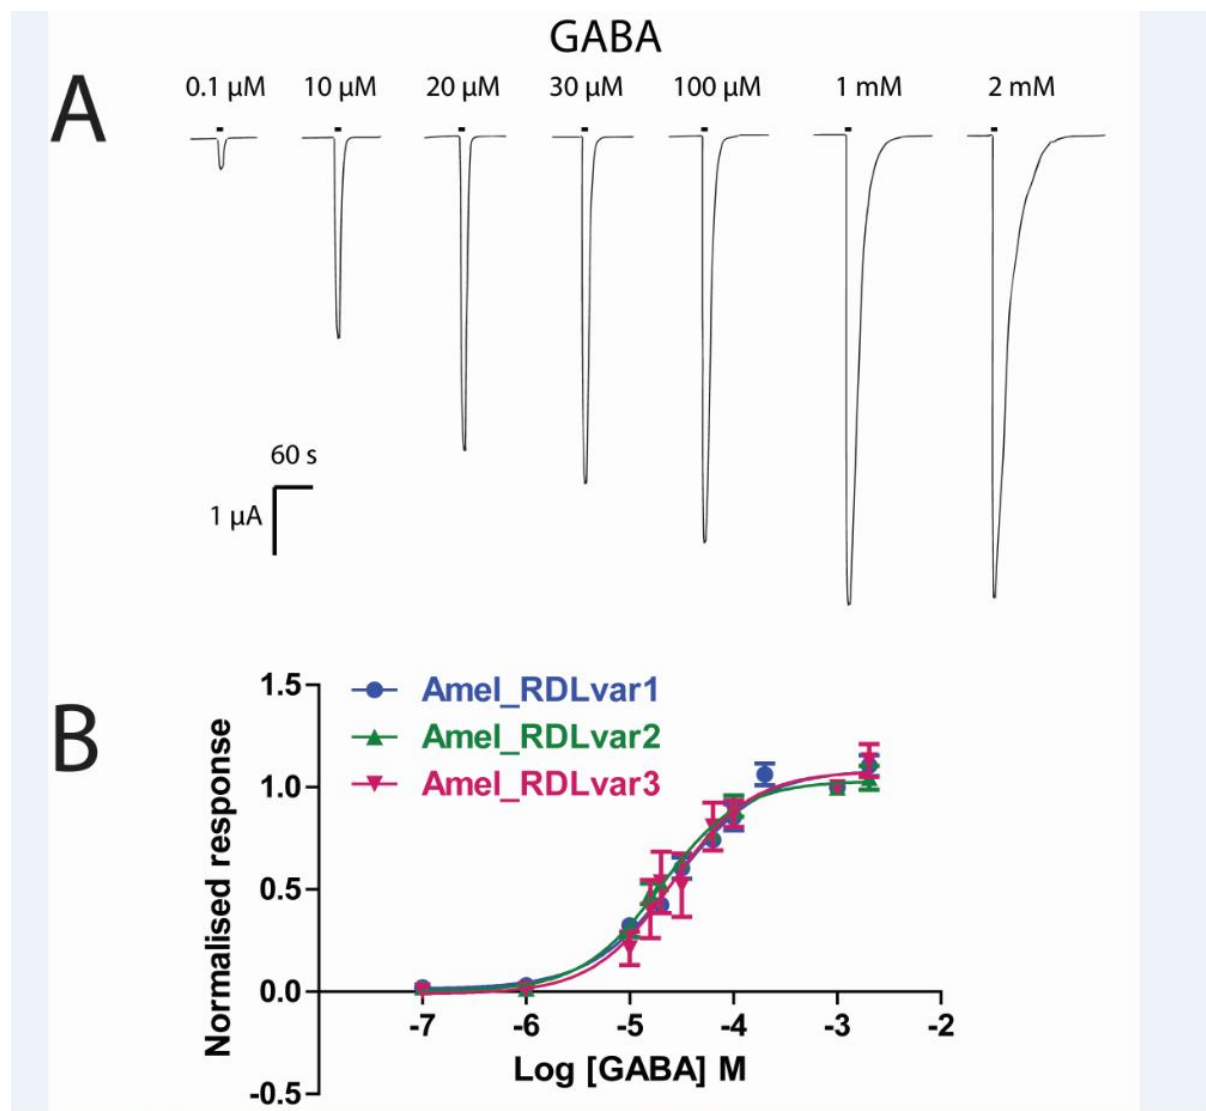 GABA
A
0.1 µM 10 µM 20 µM 30 µM 100 µM 1 mM 2 mM
60 s
1 µA
B
Amel_RDLvar1
Amel_RDLvar2
Amel_RDLvar3
Normalised response
1.5
1.0
0.5
0.0
-0.5
-7 -6 -5 -4 -3 -2
Log [GABA] M